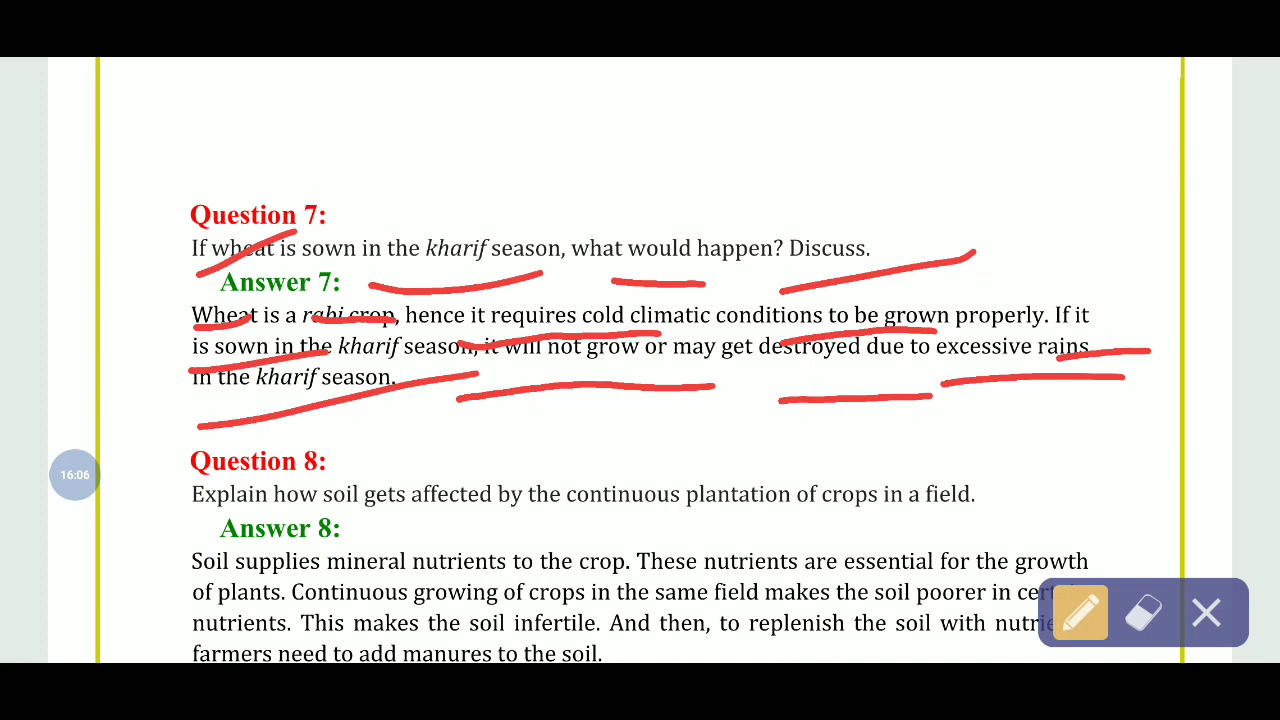 Question 7:
If wheat is sown in the kharif season, what would happen? Discuss.
Answer 7:
Wheat is a rabi crop, hence it requires cold climatic conditions to be grown properly. If it
is sown in the kharif season, it will not grow or may get destroyed due to excessive rains
in the kharif season.
Question 8:
16:06
Explain how soil gets affected by the continuous plantation of crops in a field.
Answer 8:
Soil supplies mineral nutrients to the crop. These nutrients are essential for the growth
of plants. Continuous growing of crops in the same field makes the soil poorer in
nutrients. This makes the soil infertile. And then, to replenish the soil with
farmers need to add manures to the soil.